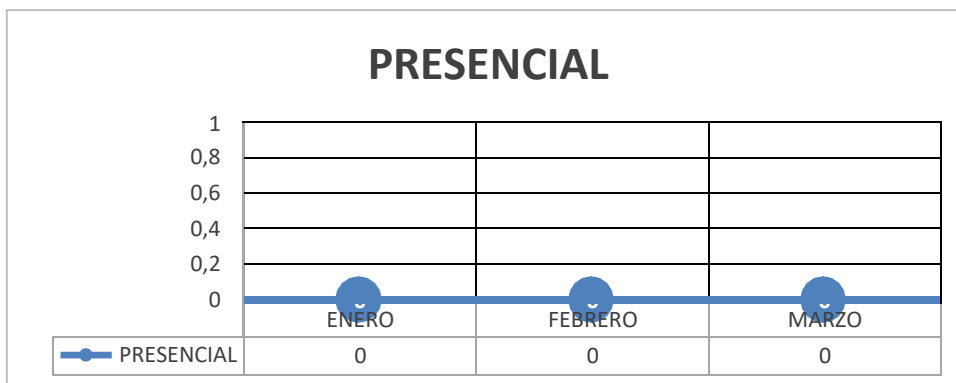 PRESENCIAL
1
0,8
0,6
0,4
0,2
0
ENERO FEBRERO MARZO
PRESENCIAL 0 0 0